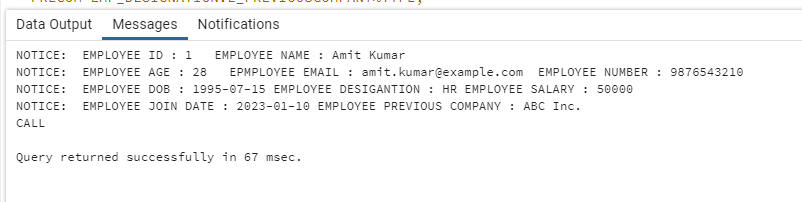 Data Output Messages Notifications
NOTICE:  EMPLOYEE ID : 1   EMPLOYEE NAME : Amit Kumar
NOTICE:  EMPLOYEE AGE : 28   EPMPLOYEE EMAIL : amit.kumar@example.com  EMPLOYEE NUMBER : 9876543210
NOTICE:  EMPLOYEE DOB : 1995-07-15 EMPLOYEE DESIGANTION : HR EMPLOYEE SALARY : 50000
NOTICE:  EMPLOYEE JOIN DATE : 2023-01-10 EMPLOYEE PREVIOUS COMPANY : ABC Inc.
CALL
Query returned successfully in 67 msec.